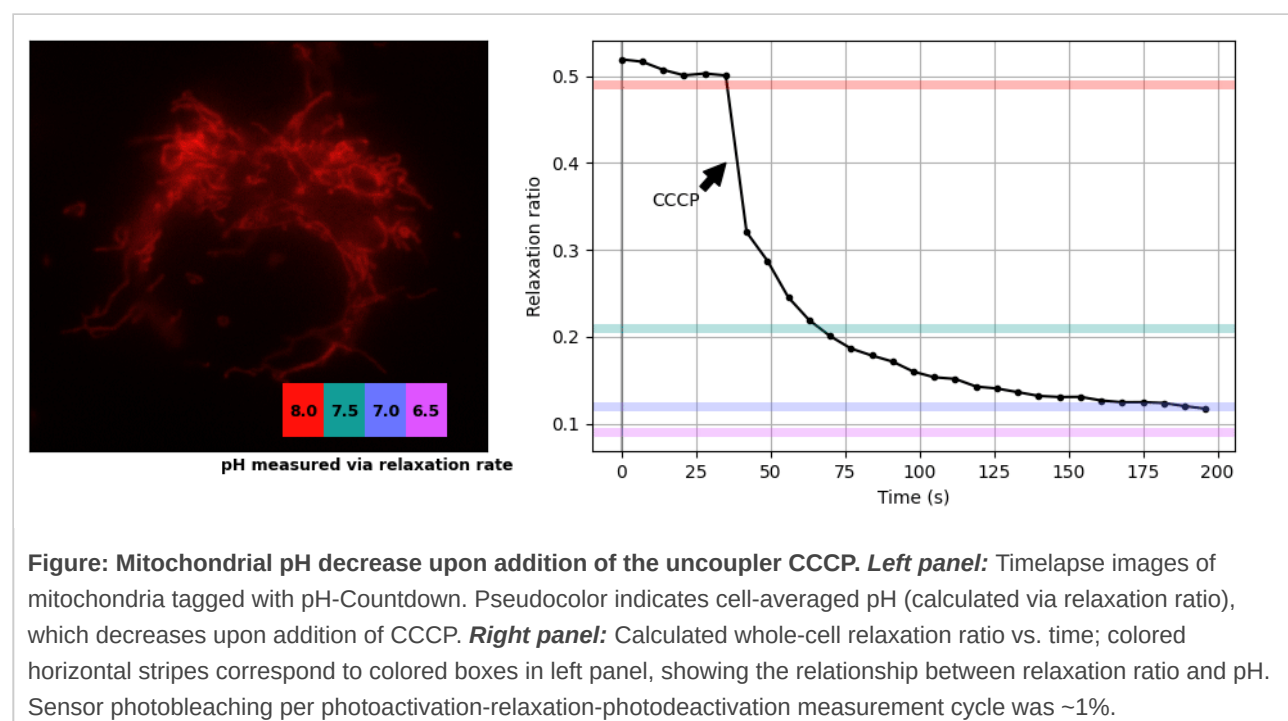 8.0 7.5 7.0 6.5
pH measured via relaxation rate
0.5
0.4
0.3
0.2
0.1
Relaxation ratio
CCCP
0 25 50 75 100 125 150 175 200
Time (s)
Figure: Mitochondrial pH decrease upon addition of the uncoupler CCCP. Left panel: Timelapse images of
mitochondria tagged with pH-Countdown. Pseudocolor indicates cell-averaged pH (calculated via relaxation ratio),
which decreases upon addition of CCCP. Right panel: Calculated whole-cell relaxation ratio vs. time; colored
horizontal stripes correspond to colored boxes in left panel, showing the relationship between relaxation ratio and pH.
Sensor photobleaching per photoactivation-relaxation-photodeactivation measurement cycle was ~1%.